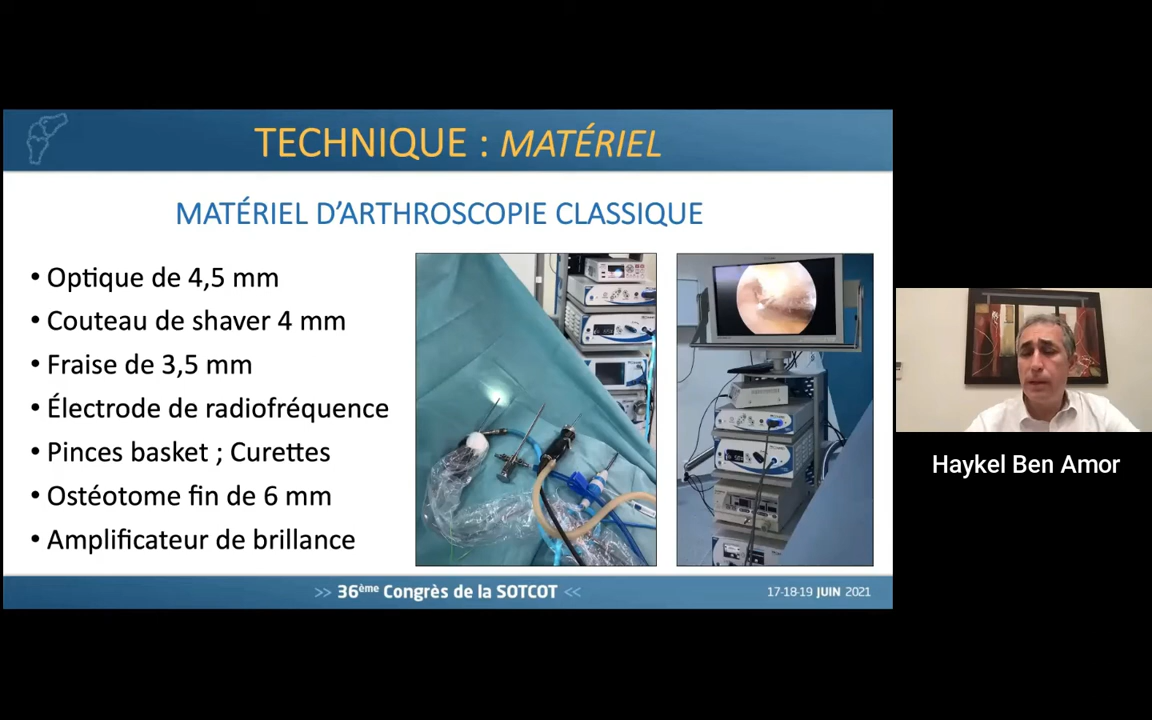 TECHNIQUE : MATÉRIEL
MATÉRIEL D'ARTHROSCOPIE CLASSIQUE
• Optique de 4,5 mm
• Couteau de shaver 4 mm
• Fraise de 3,5 mm
• Électrode de radiofréquence
• Pinces basket ; Curettes
• Ostéotome fin de 6 mm
• Amplificateur de brillance
>> 36ème Congrès de la SOTCOT <<
17-18-19 JUIN 2021
Haykel Ben Amor